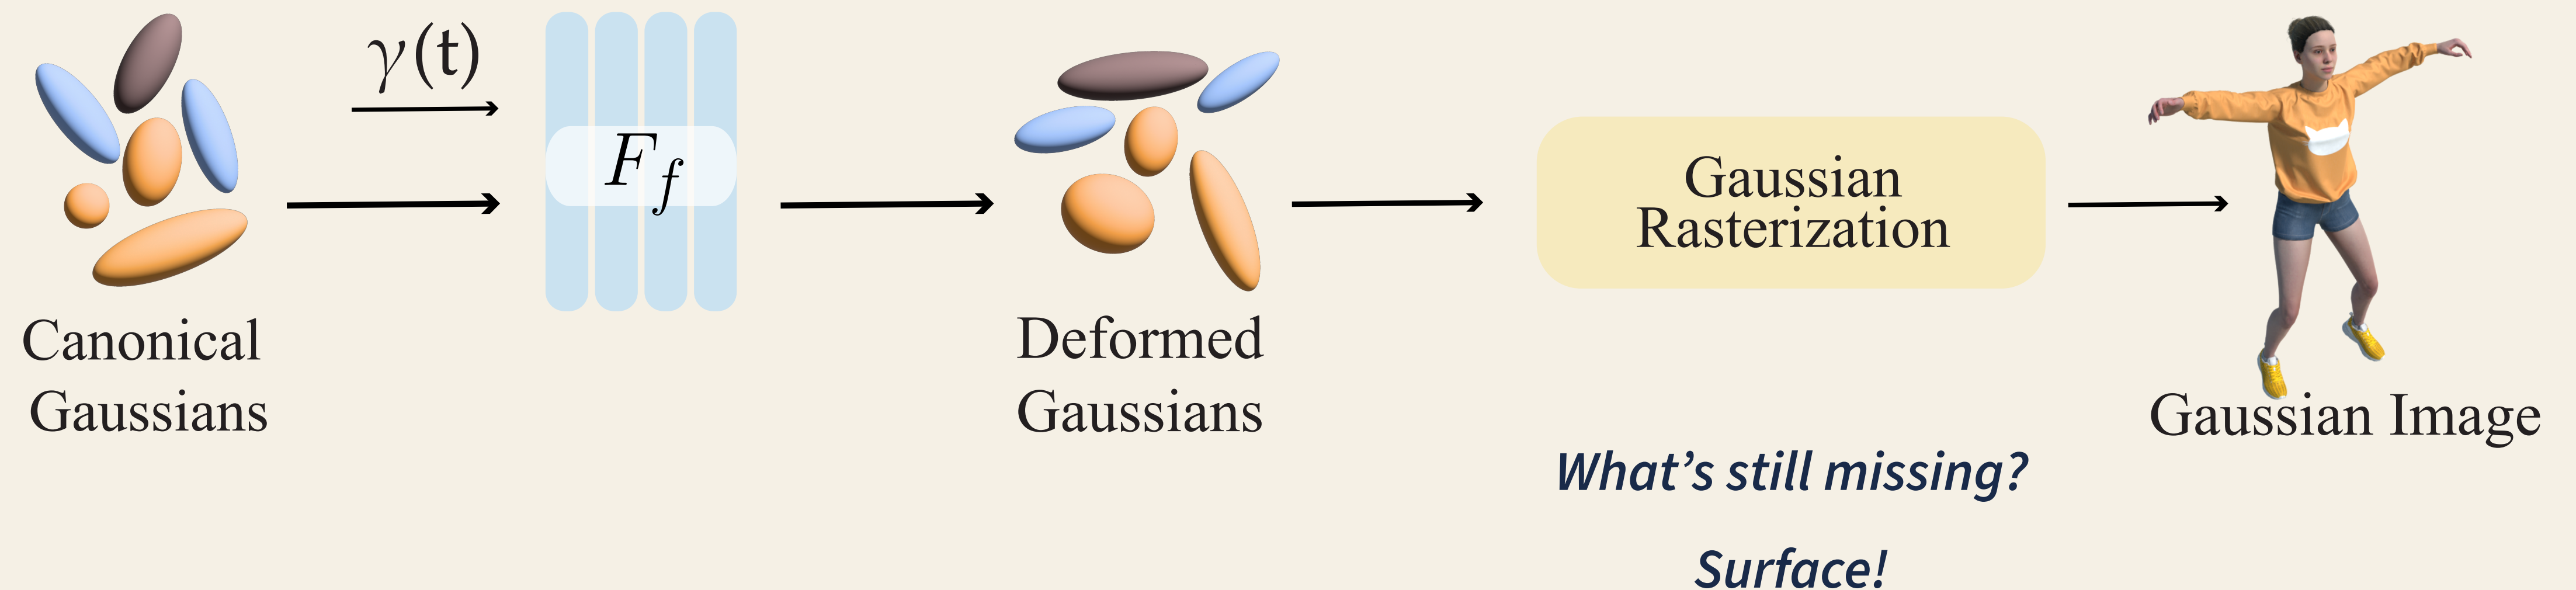 γ(t)
F_f
Canonical
Gaussians
Deformed
Gaussians
Gaussian
Rasterization
Gaussian Image
What's still missing?
Surface!